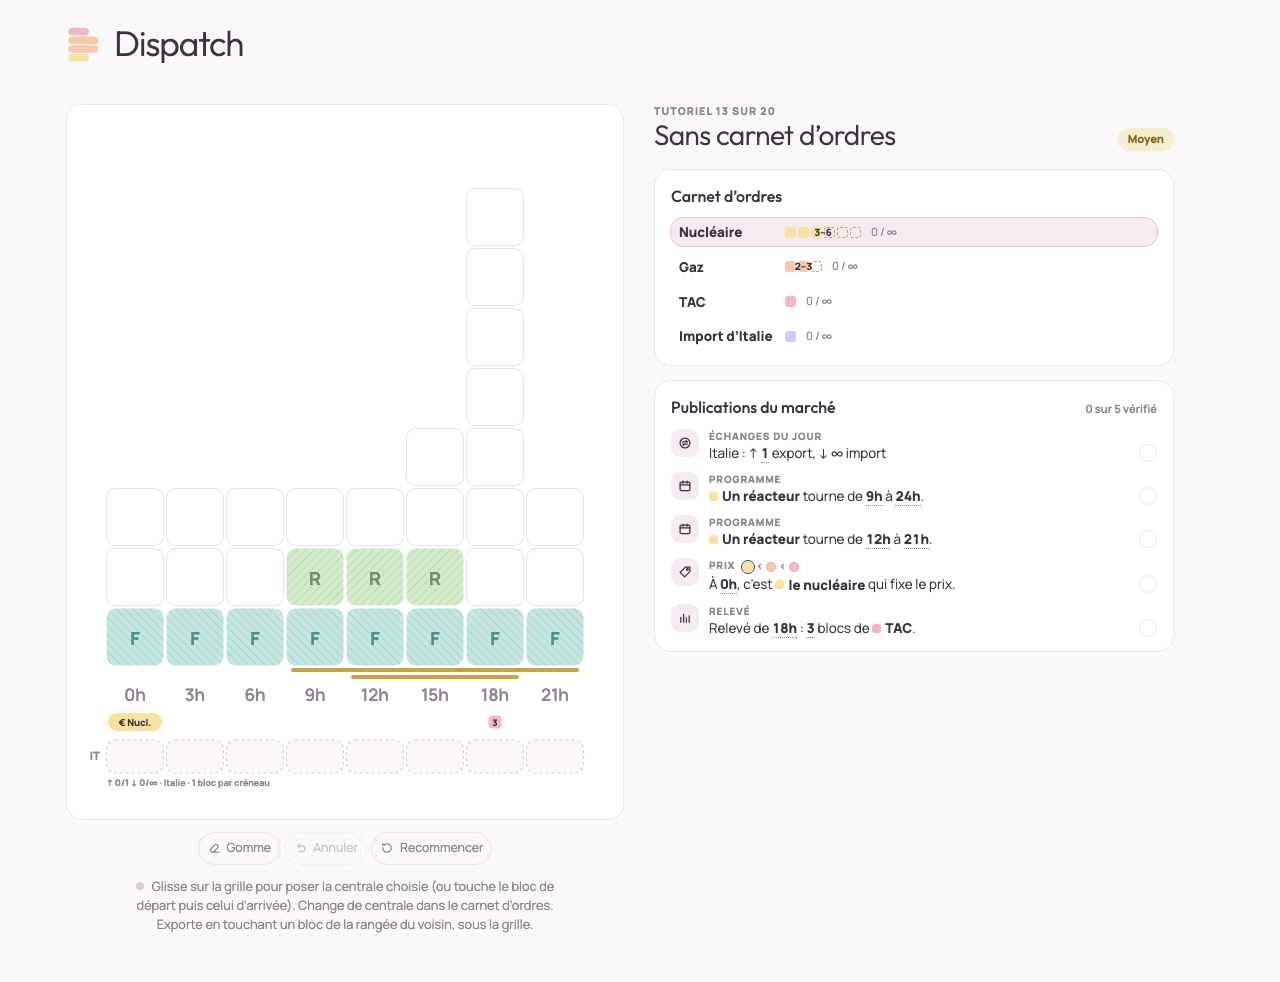 Dispatch
TUTORIEL 13 SUR 20
Sans carnet d’ordres
Moyen
Carnet d’ordres
Nucléaire 3–6 0 / ∞
Gaz 2–3 0 / ∞
TAC 0 / ∞
Import d’Italie 0 / ∞
Publications du marché
0 sur 5 vérifié
ÉCHANGES DU JOUR
Italie : ↑ 1 export, ↓ ∞ import
PROGRAMME
Un réacteur tourne de 9h à 24h.
PROGRAMME
Un réacteur tourne de 12h à 21h.
PRIX < <
À 0h, c’est le nucléaire qui fixe le prix.
RELEVÉ
Relevé de 18h : 3 blocs de TAC.
R R R
F F F F F F F F
0h 3h 6h 9h 12h 15h 18h 21h
€ Nucl. 3
IT
↑ 0/1 ↓ 0/∞ · Italie · 1 bloc par créneau
Gomme Annuler Recommencer
Glisse sur la grille pour poser la centrale choisie (ou touche le bloc de
départ puis celui d’arrivée). Change de centrale dans le carnet d’ordres.
Exporte en touchant un bloc de la rangée du voisin, sous la grille.